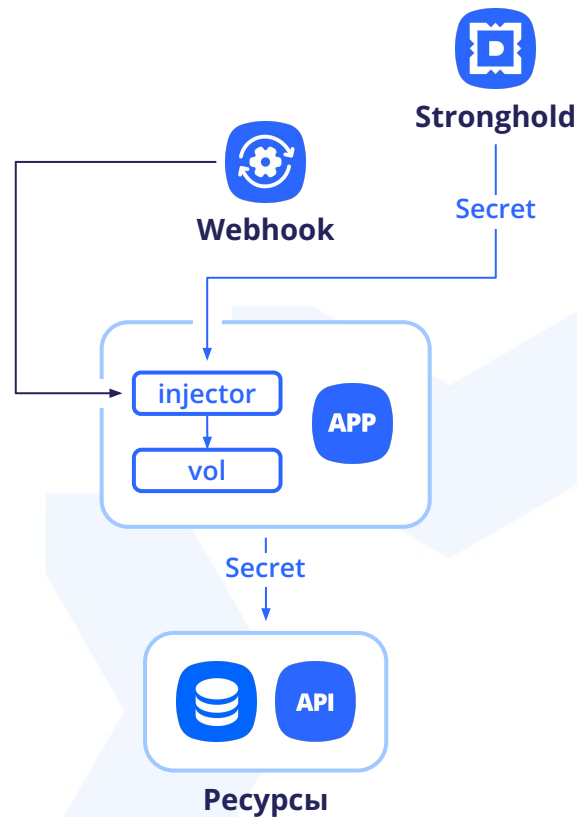 Stronghold
Webhook
Secret
injector
APP
vol
Secret
API
Ресурсы